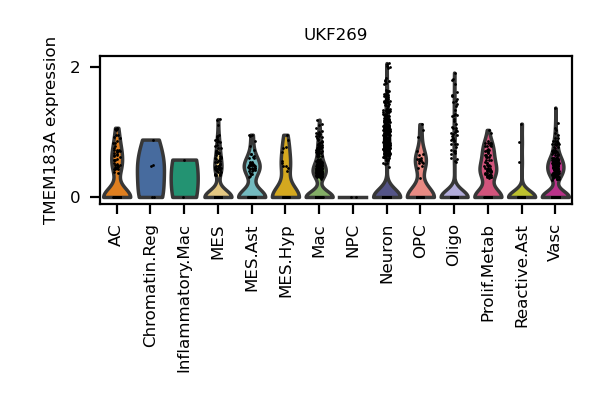 UKF269
TMEM183A expression
2
0
AC
Chromatin.Reg
Inflammatory.Mac
MES
MES.Ast
MES.Hyp
Mac
NPC
Neuron
OPC
Oligo
Prolif.Metab
Reactive.Ast
Vasc